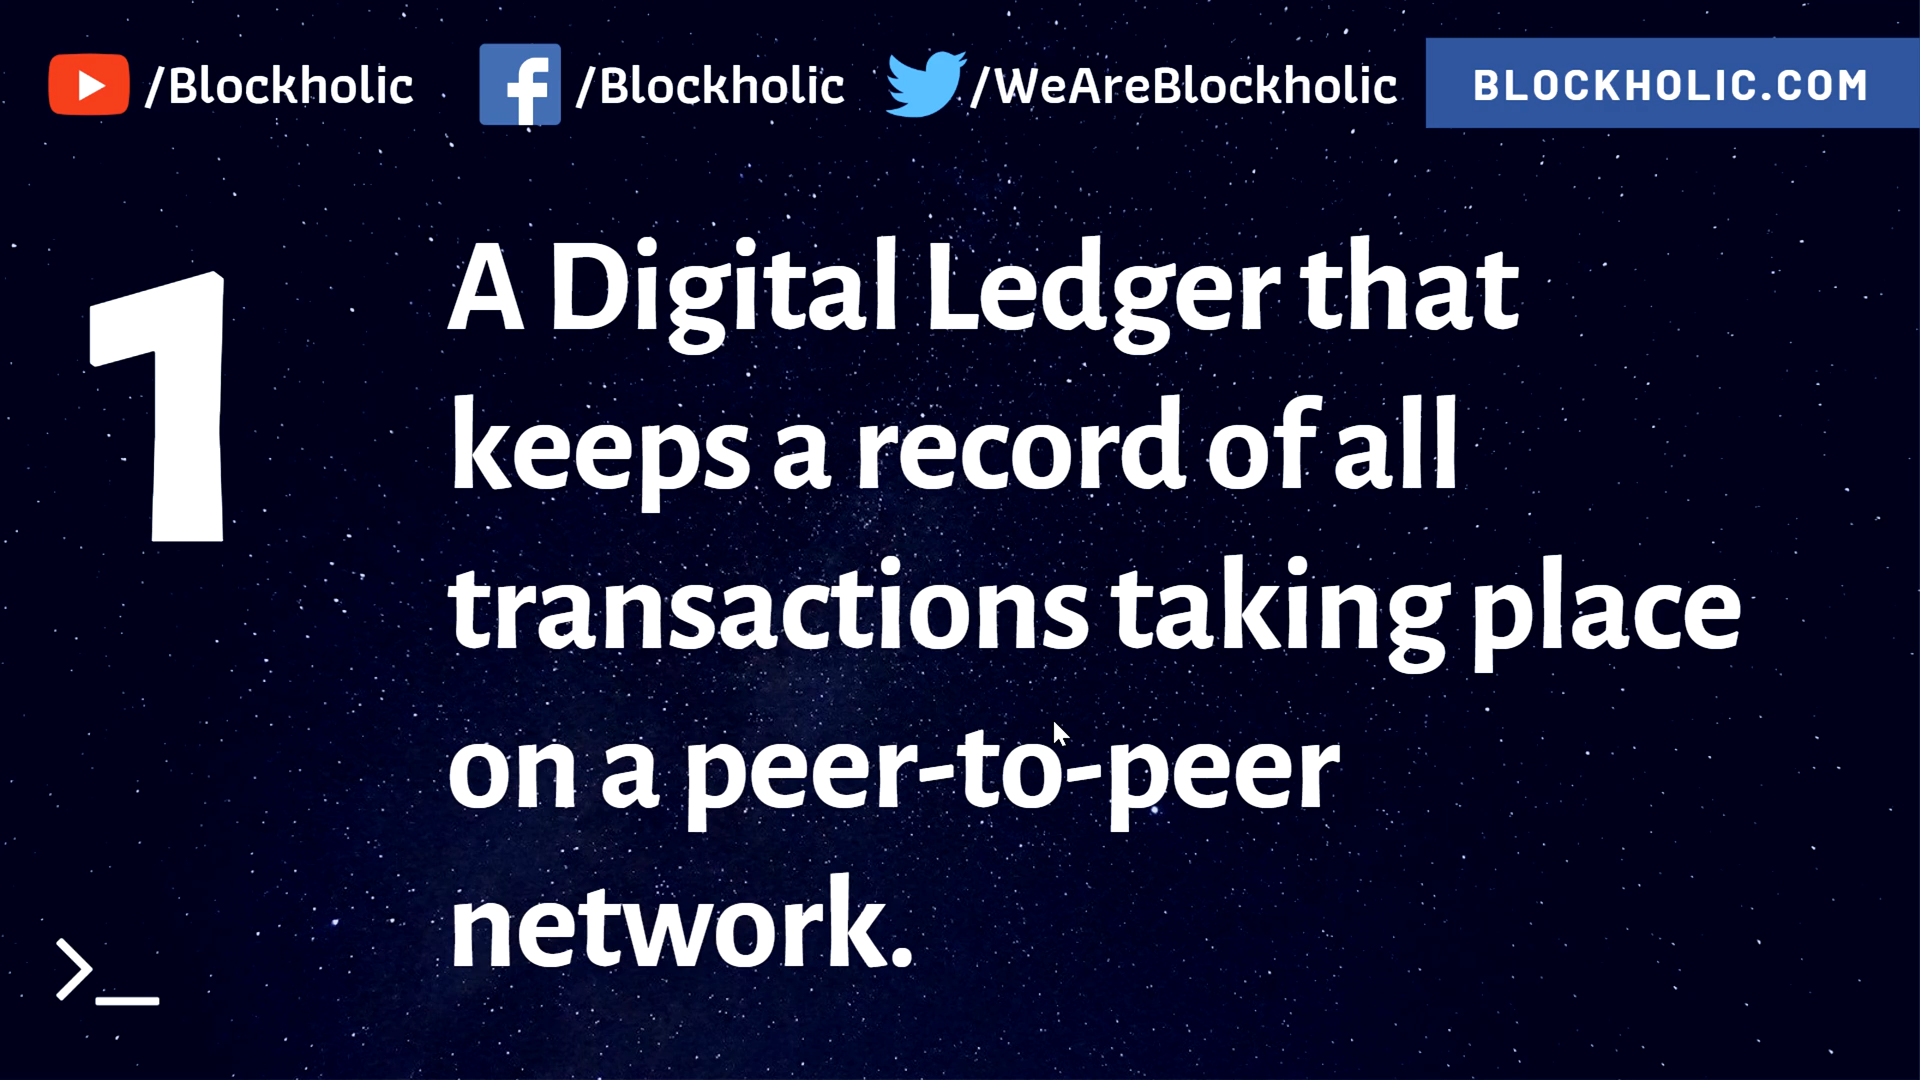 /Blockholic /Blockholic /WeAreBlockholic BLOCKHOLIC.COM
1
A Digital Ledger that
keeps a record of all
transactions taking place
on a peer-to-peer
network.
>_